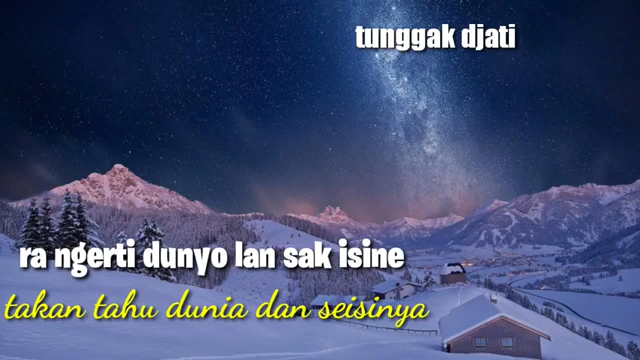 tunggak djati
ra ngerti dunyo lan sak isine
takan tahu dunia dan seisinya